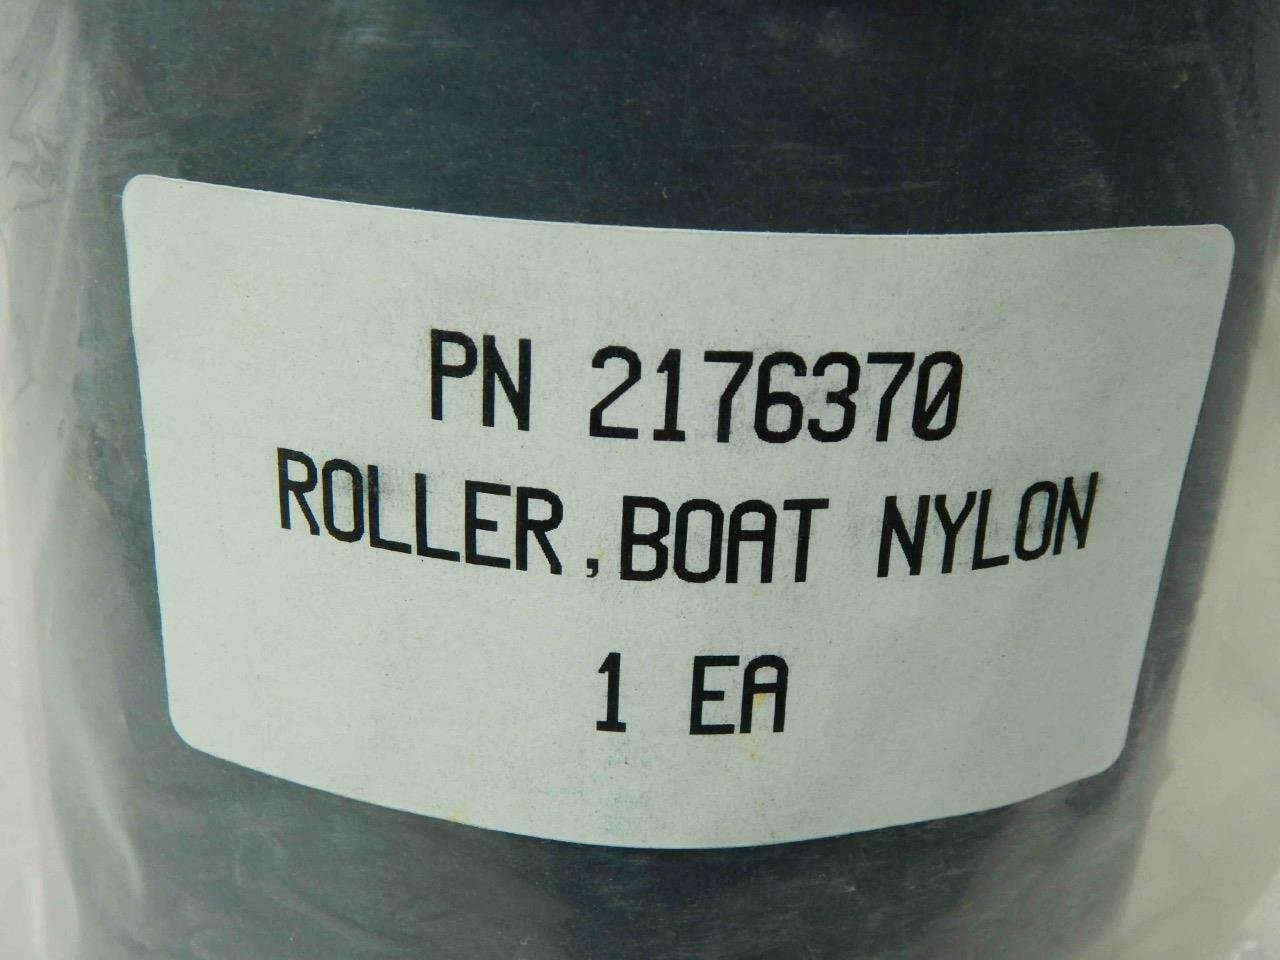 PN 2176370
ROLLER,BOAT NYLON
1 EA